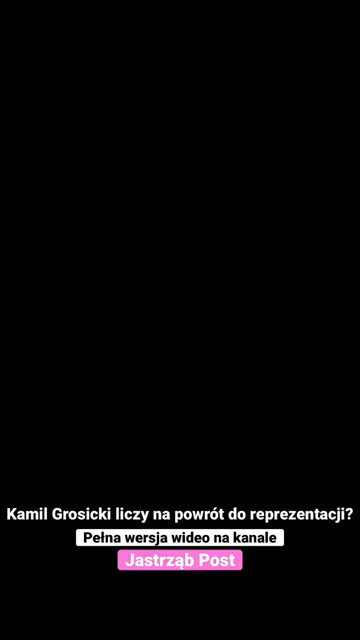 Kamil Grosicki liczy na powrót do reprezentacji?
Pełna wersja wideo na kanale
Jastrząb Post